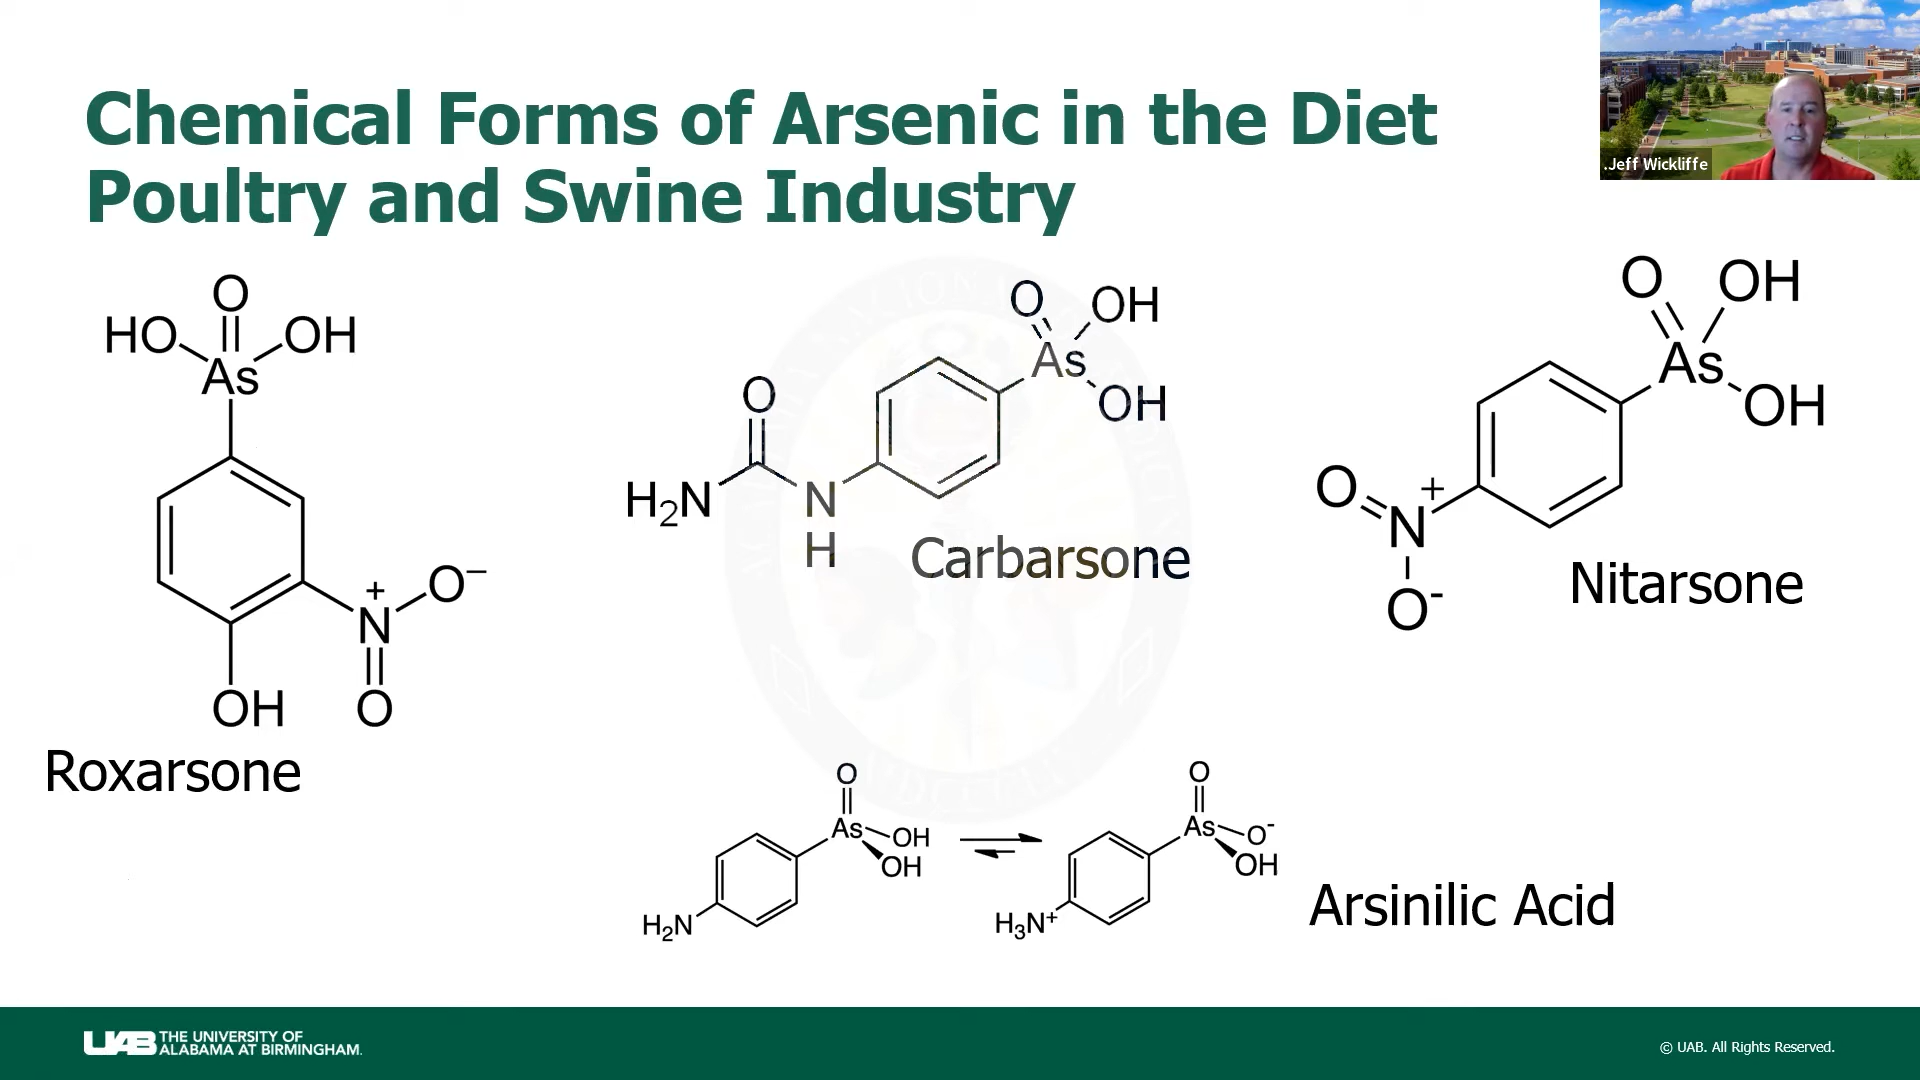 Chemical Forms of Arsenic in the Diet
Poultry and Swine Industry
.Jeff Wickliffe
O
HO
OH
As
N
+
O–
OH
O
Roxarsone
O
OH
As
OH
O
H2N
N
H
Carbarsone
O
OH
As
OH
O
+
N
O-
Nitarsone
O
As
OH
OH
H2N
O
As
O-
OH
H3N+
Arsinilic Acid
UAB THE UNIVERSITY OF
ALABAMA AT BIRMINGHAM.
© UAB. All Rights Reserved.